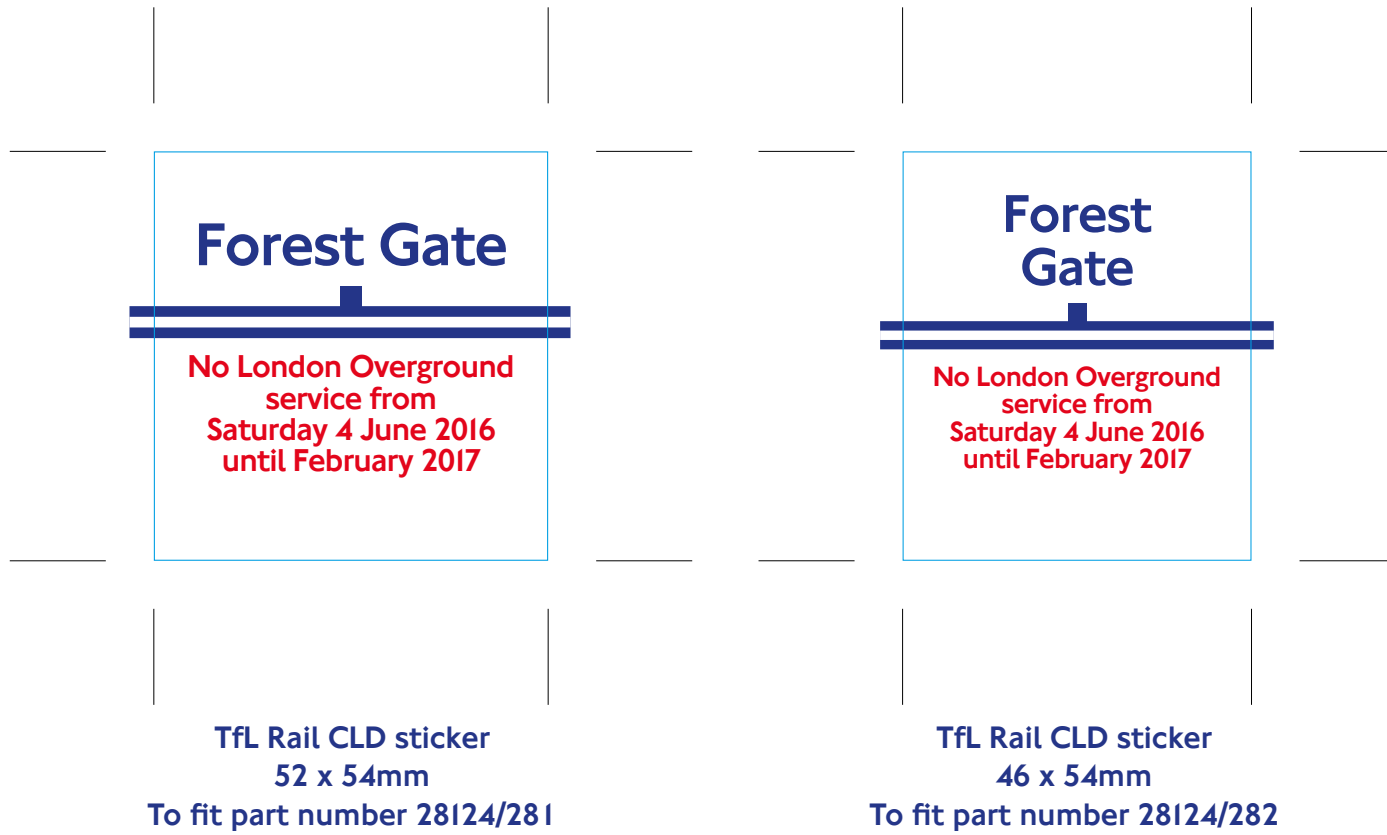 Forest Gate
No London Overground
service from
Saturday 4 June 2016
until February 2017
TfL Rail CLD sticker
52 x 54mm
To fit part number 28124/281
Forest
Gate
No London Overground
service from
Saturday 4 June 2016
until February 2017
TfL Rail CLD sticker
46 x 54mm
To fit part number 28124/282